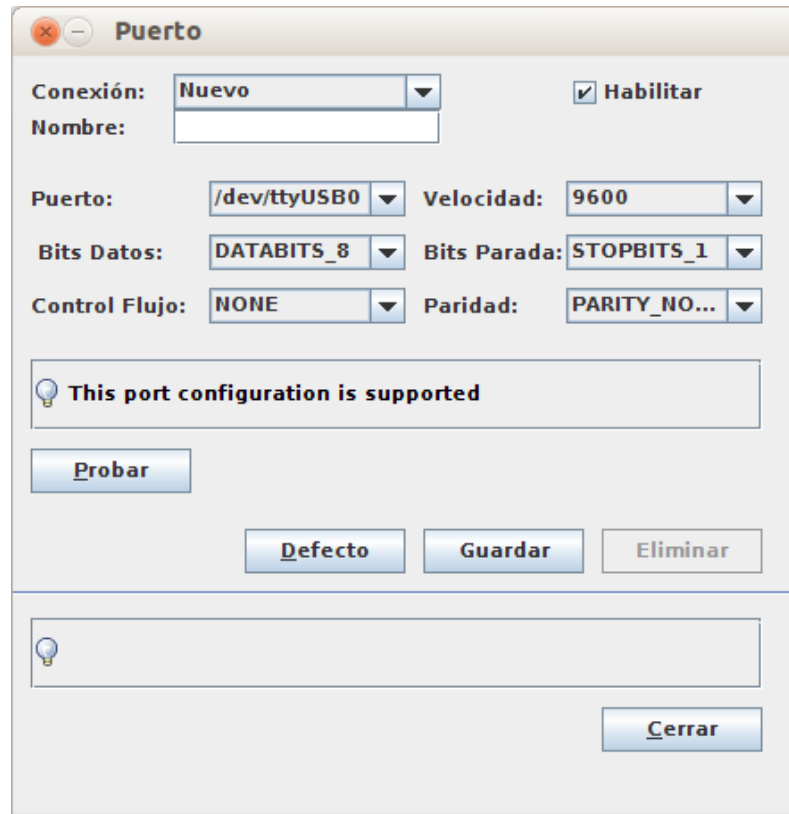 Puerto
Conexión: Nuevo Habilitar
Nombre:
Puerto: /dev/ttyUSB0 Velocidad: 9600
Bits Datos: DATABITS_8 Bits Parada: STOPBITS_1
Control Flujo: NONE Paridad: PARITY_NO...
This port configuration is supported
Probar
Defecto Guardar Eliminar
Cerrar